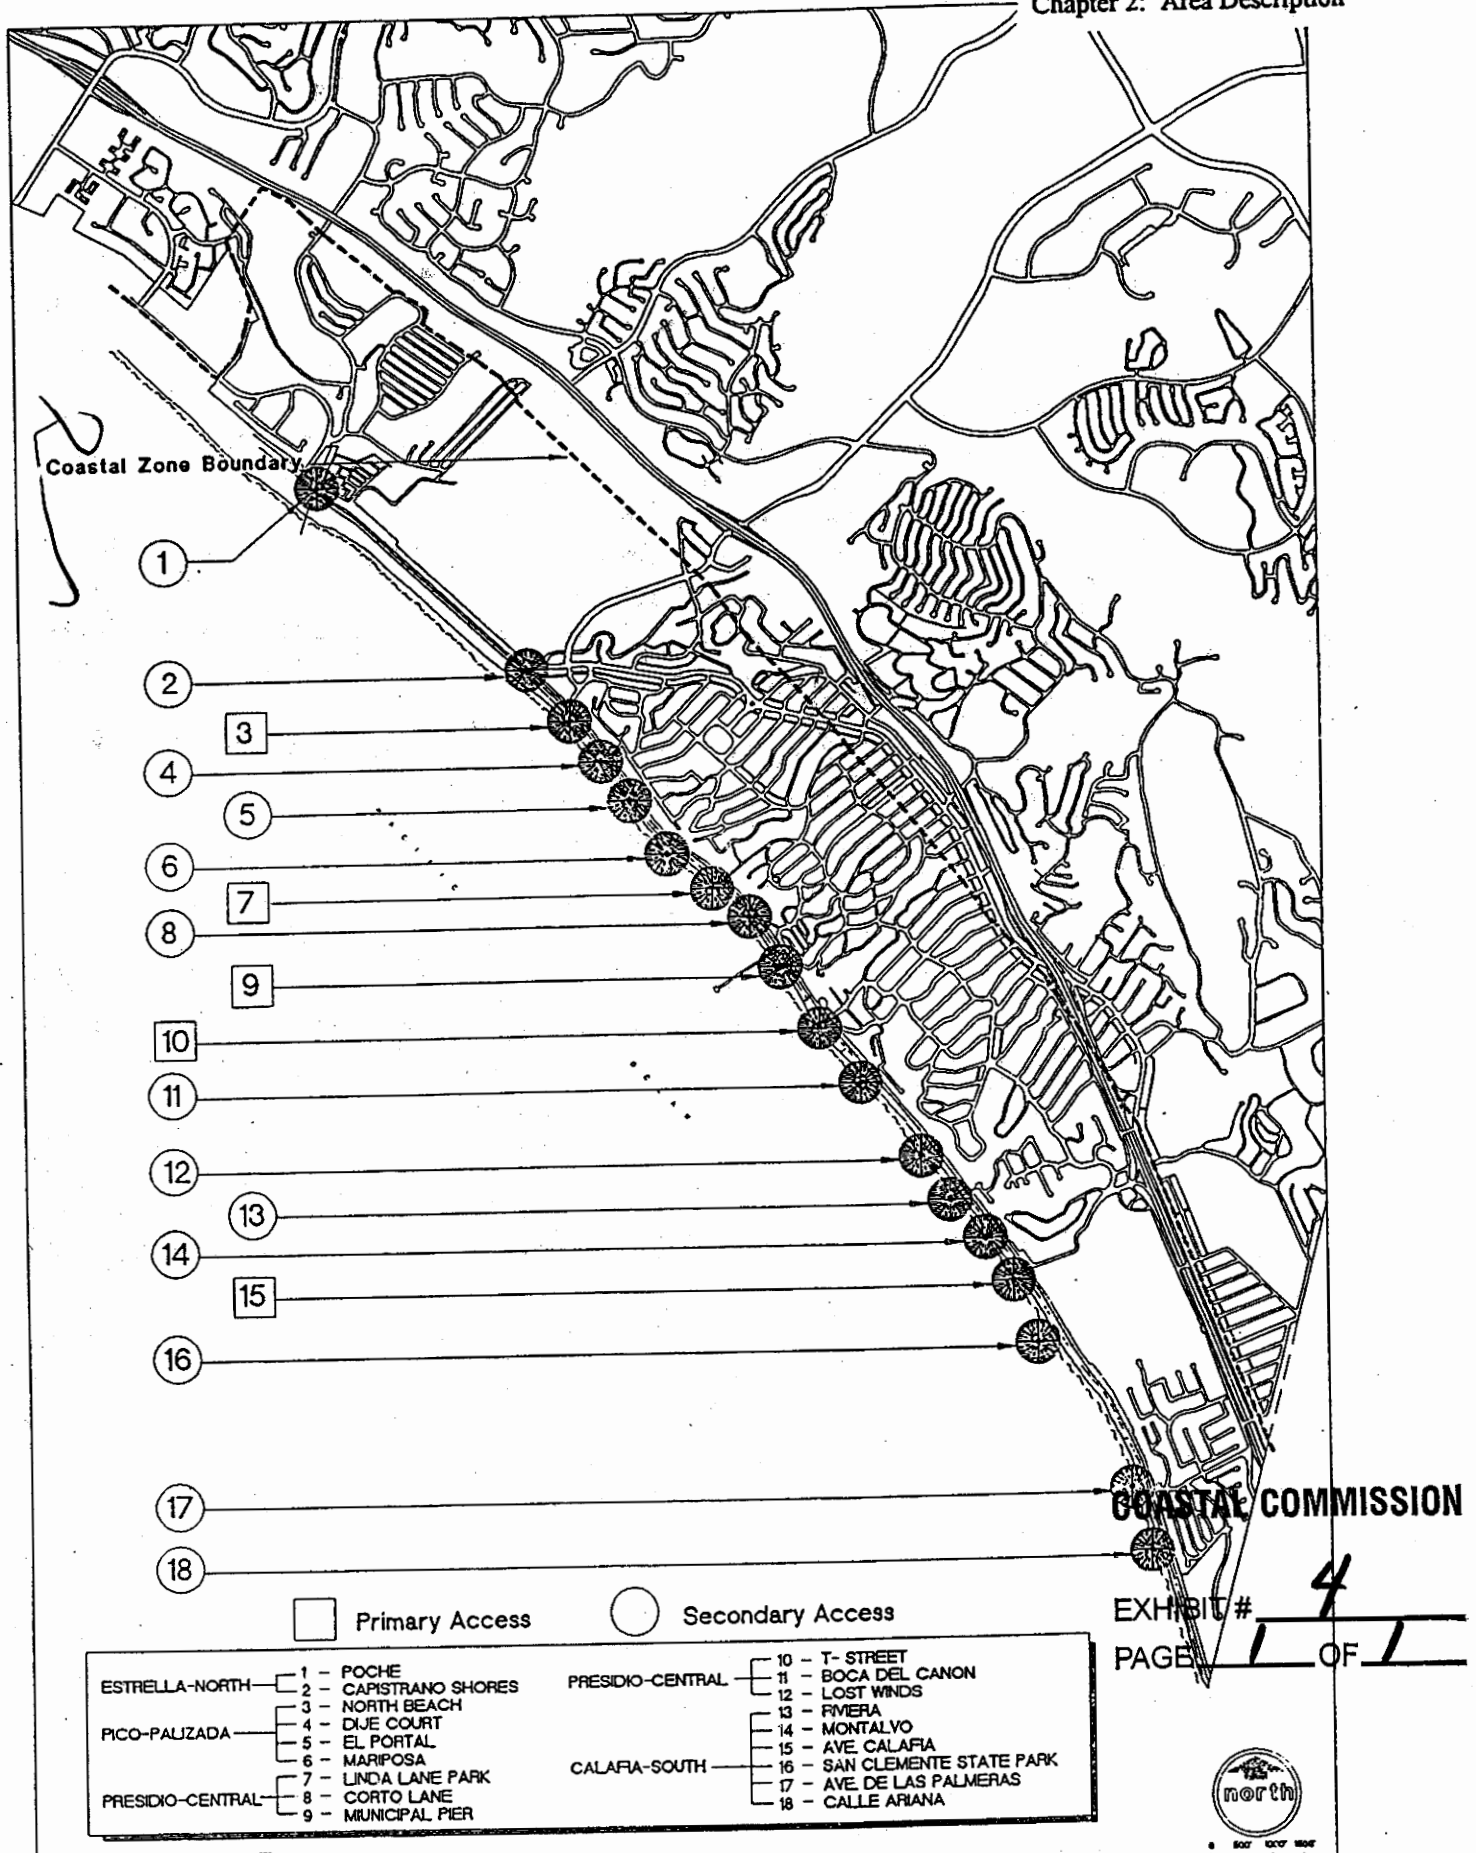 Chapter 2: Area Description
Coastal Zone Boundary
1
2
3
4
5
6
7
8
9
10
11
12
13
14
15
16
17
18
COASTAL COMMISSION
EXHIBIT # 4
PAGE 1 OF 1
Primary Access
Secondary Access
ESTRELLA-NORTH
1 - POCHE
2 - CAPISTRANO SHORES
PICO-PALIZADA
3 - NORTH BEACH
4 - DIJE COURT
5 - EL PORTAL
6 - MARIPOSA
PRESIDIO-CENTRAL
7 - LINDA LANE PARK
8 - CORTO LANE
9 - MIUNICIPAL PIER
PRESIDIO-CENTRAL
10 - T- STREET
11 - BOCA DEL CANON
12 - LOST WINDS
CALAFIA-SOUTH
13 - RIVIERA
14 - MONTALVO
15 - AVE. CALAFIA
16 - SAN CLEMENTE STATE PARK
17 - AVE. DE LAS PALMERAS
18 - CALLE ARIANA
north
0 500' 1000' 1500'